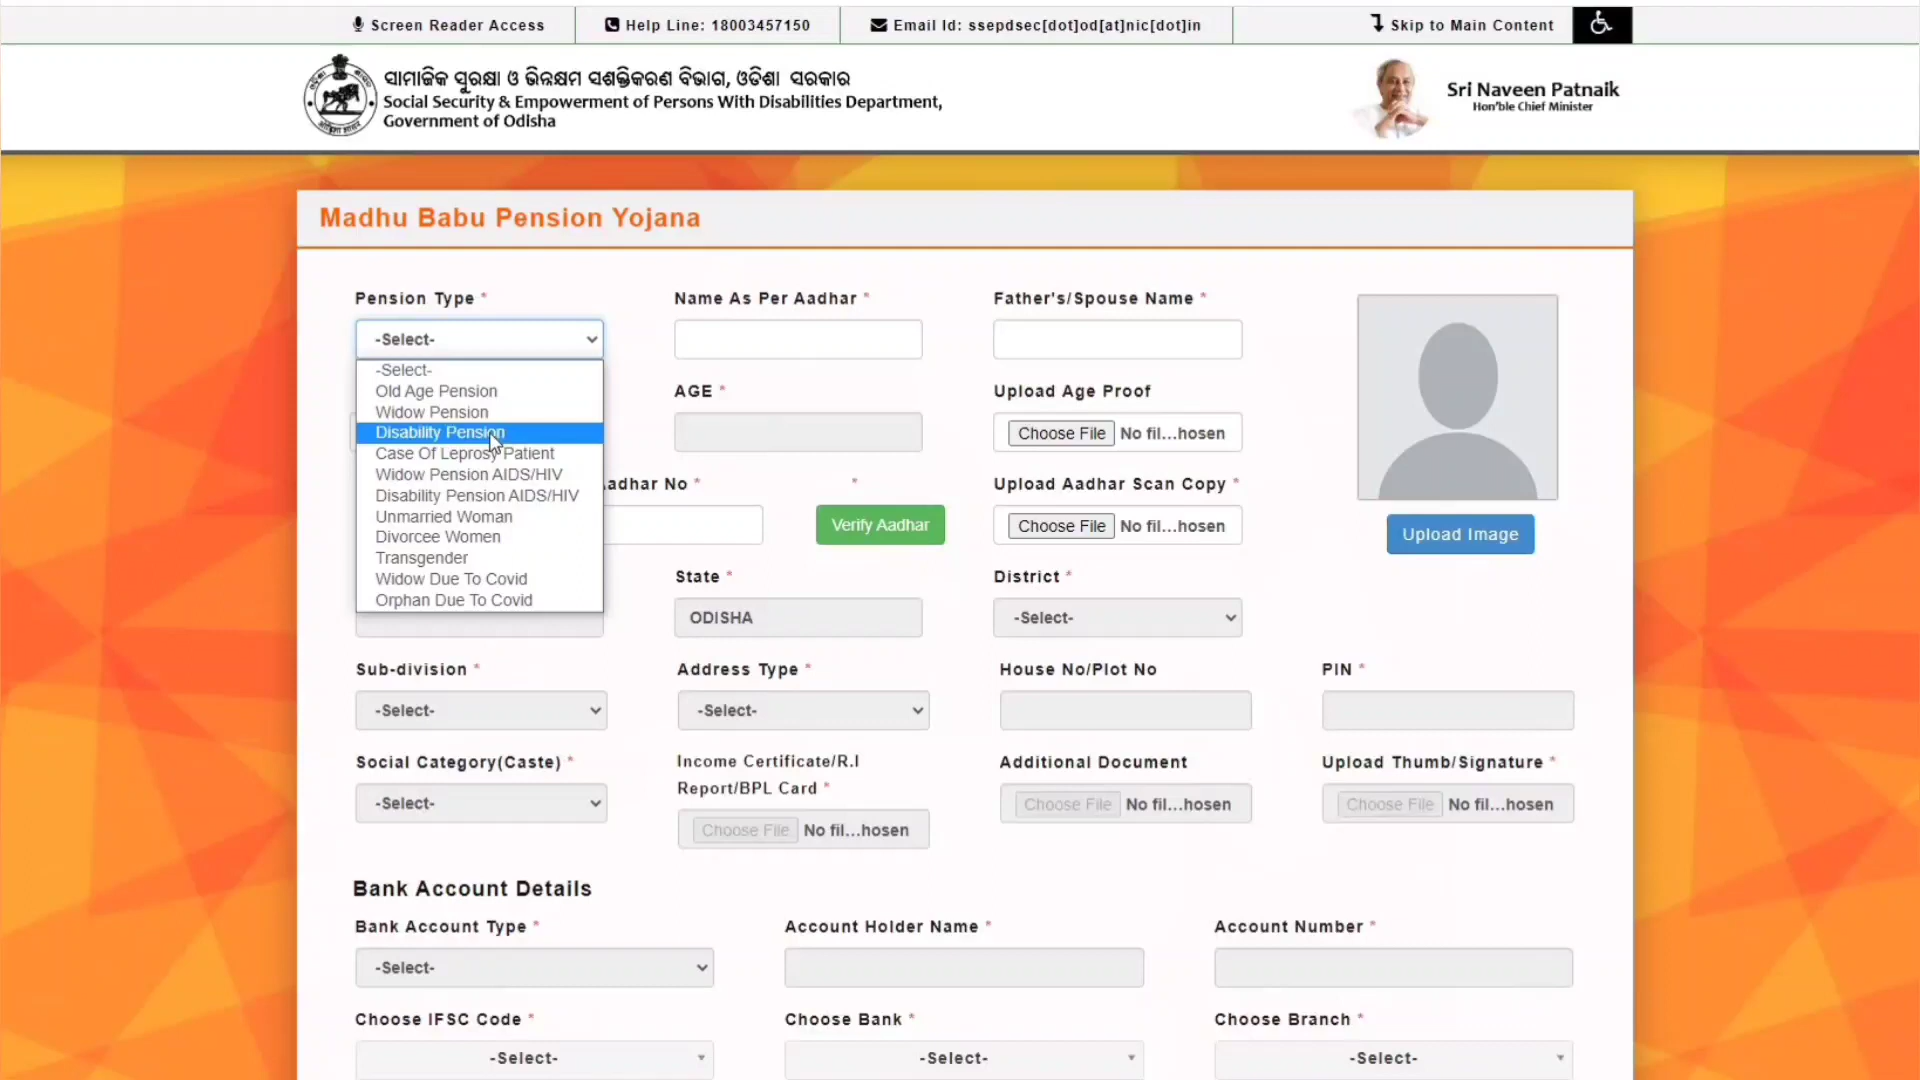 Screen Reader Access
Help Line: 18003457150
Email Id: ssepdsec[dot]od[at]nic[dot]in
Skip to Main Content
ସାମାଜିକ ସୁରକ୍ଷା ଓ ଭିନ୍ନକ୍ଷମ ସଶକ୍ତିକରଣ ବିଭାଗ, ଓଡିଶା ସରକାର
Social Security & Empowerment of Persons With Disabilities Department,
Government of Odisha
Sri Naveen Patnaik
Hon'ble Chief Minister
Madhu Babu Pension Yojana
Pension Type *
Name As Per Aadhar *
Father's/Spouse Name *
-Select-
-Select-
Old Age Pension
Widow Pension
Disability Pension
Case Of Leprosy Patient
Widow Pension AIDS/HIV
Disability Pension AIDS/HIV
Unmarried Woman
Divorcee Women
Transgender
Widow Due To Covid
Orphan Due To Covid
AGE *
Upload Age Proof
Choose File No fil...hosen
Aadhar No *
*
Upload Aadhar Scan Copy *
Verify Aadhar
Choose File No fil...hosen
Upload Image
State *
District *
ODISHA
-Select-
Sub-division *
Address Type *
House No/Plot No
PIN *
-Select-
-Select-
Social Category(Caste) *
Income Certificate/R.I
Report/BPL Card *
Additional Document
Upload Thumb/Signature *
-Select-
Choose File No fil...hosen
Choose File No fil...hosen
Choose File No fil...hosen
Bank Account Details
Bank Account Type *
Account Holder Name *
Account Number *
-Select-
Choose IFSC Code *
Choose Bank *
Choose Branch *
-Select-
-Select-
-Select-